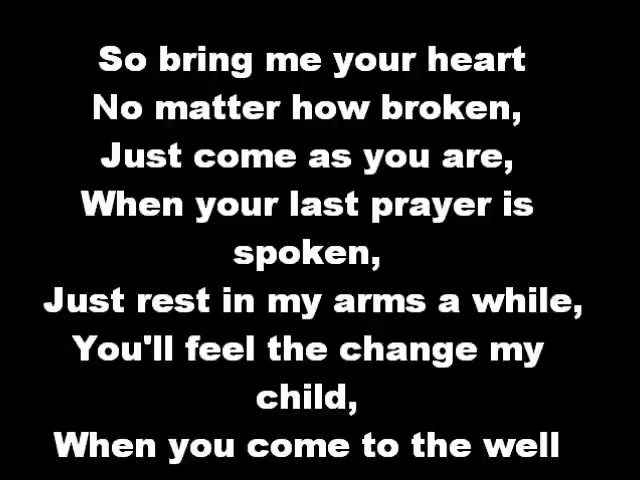 So bring me your heart
No matter how broken,
Just come as you are,
When your last prayer is
spoken,
Just rest in my arms a while,
You'll feel the change my
child,
When you come to the well